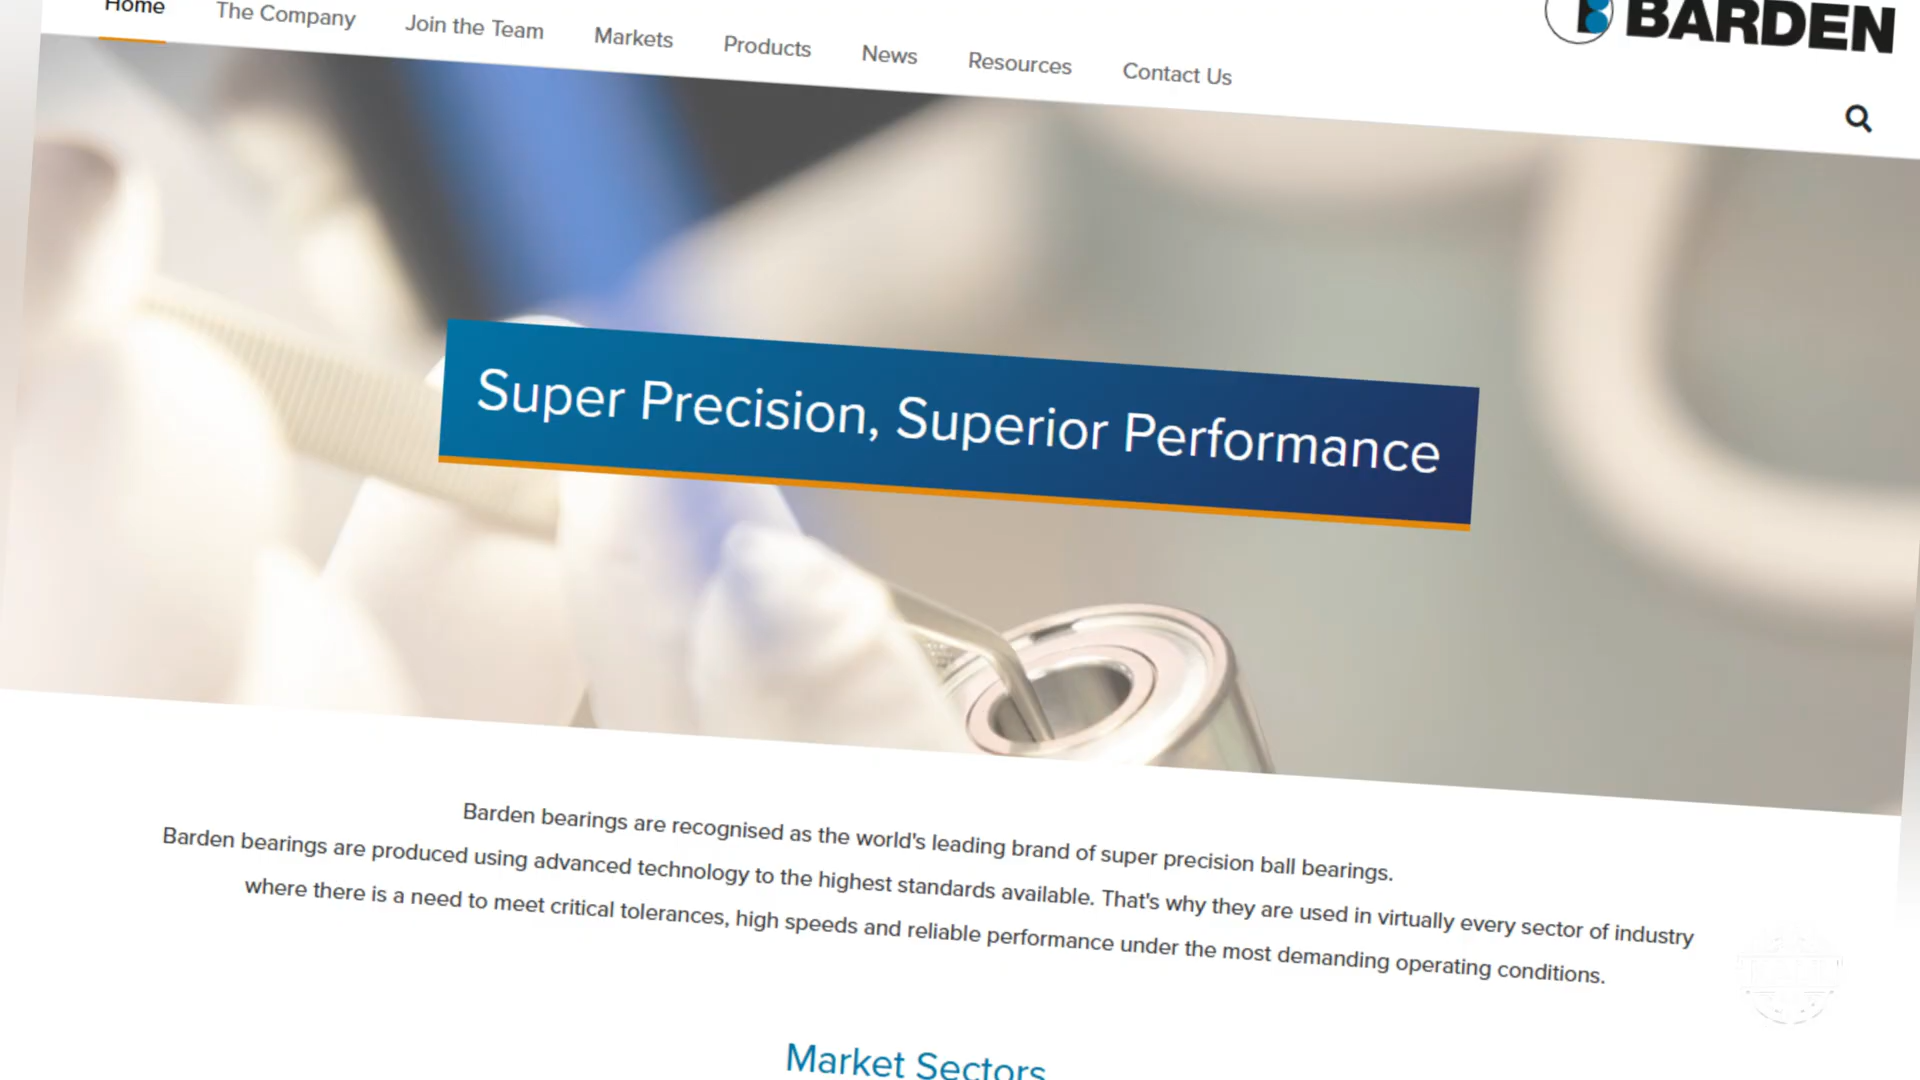 Home
The Company
Join the Team
Markets
Products
News
Resources
Contact Us
BARDEN
Super Precision, Superior Performance
Barden bearings are recognised as the world's leading brand of super precision ball bearings.
Barden bearings are produced using advanced technology to the highest standards available. That's why they are used in virtually every sector of industry
where there is a need to meet critical tolerances, high speeds and reliable performance under the most demanding operating conditions.
Market Sectors